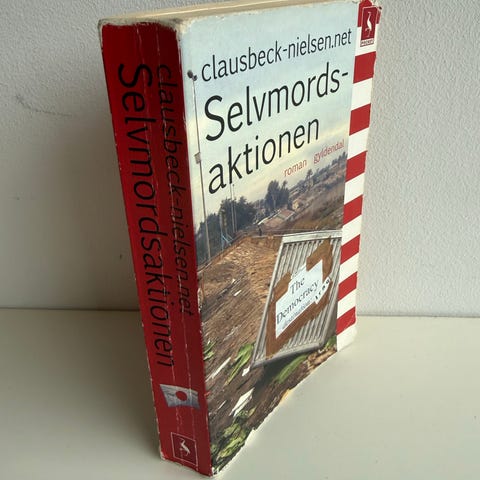 clausbeck-nielsen.net
Selvmords-
aktionen
roman gyldendal
The
Democracy
clausbeck-nielsen.net
Selvmordsaktionen